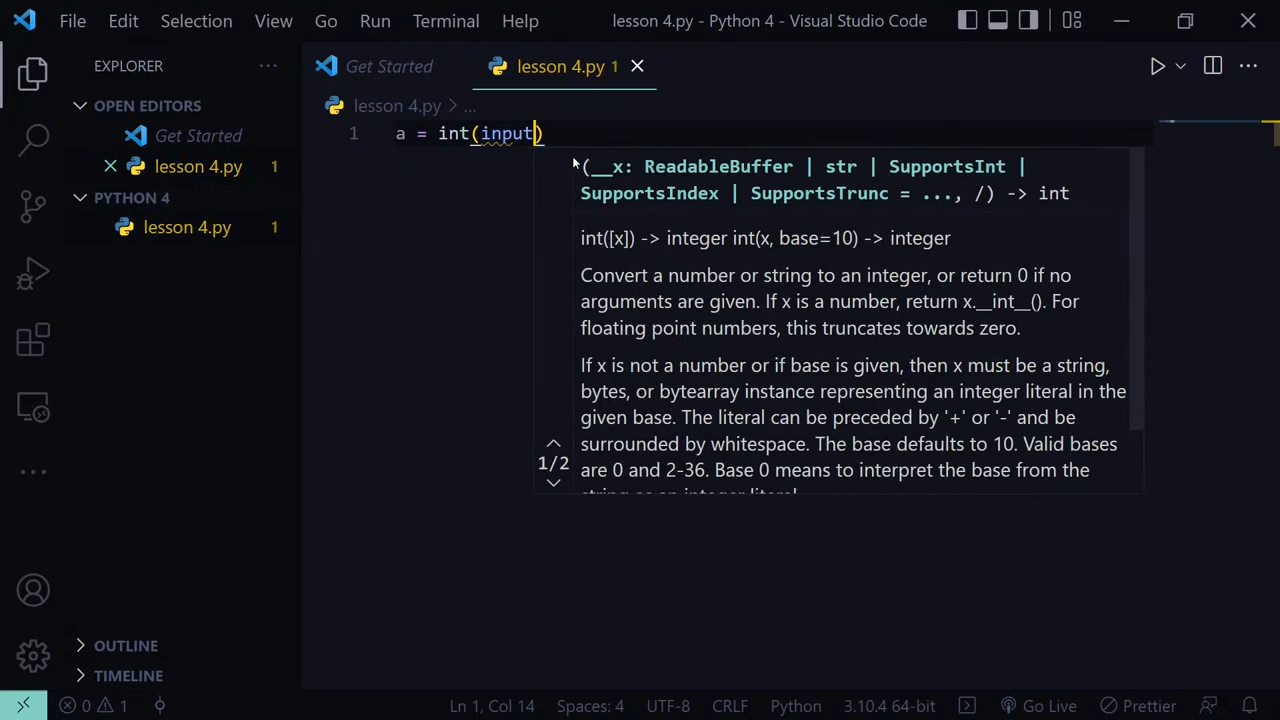 File Edit Selection View Go Run Terminal Help lesson 4.py - Python 4 - Visual Studio Code
EXPLORER
OPEN EDITORS
Get Started
lesson 4.py 1
PYTHON 4
lesson 4.py 1
OUTLINE
TIMELINE
Get Started lesson 4.py 1
lesson 4.py > ...
1 a = int(input)
(__x: ReadableBuffer | str | SupportsInt |
SupportsIndex | SupportsTrunc = ..., /) -> int
int([x]) -> integer int(x, base=10) -> integer
Convert a number or string to an integer, or return 0 if no
arguments are given. If x is a number, return x.__int__(). For
floating point numbers, this truncates towards zero.
If x is not a number or if base is given, then x must be a string,
bytes, or bytearray instance representing an integer literal in the
given base. The literal can be preceded by '+' or '-' and be
surrounded by whitespace. The base defaults to 10. Valid bases
are 0 and 2-36. Base 0 means to interpret the base from the
string as an integer literal
1/2
0 1 Ln 1, Col 14 Spaces: 4 UTF-8 CRLF Python 3.10.4 64-bit Go Live Prettier